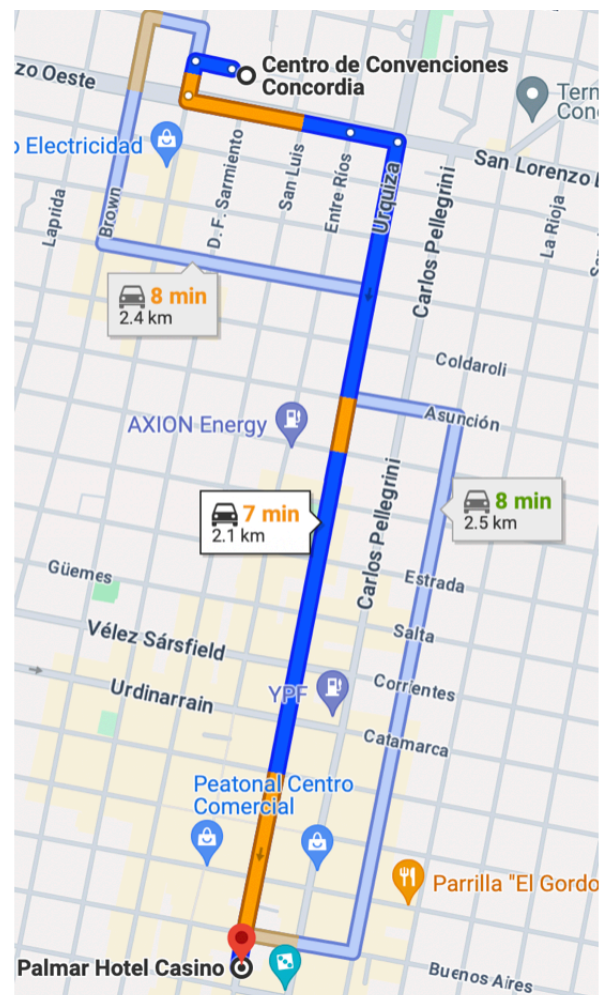 Centro de Convenciones
Concordia
zo Oeste
Term
Con
o Electricidad
San Lorenzo E
Laprida
Brown
D. F. Sarmiento
San Luis
Entre Ríos
Urquiza
Carlos Pellegrini
La Rioja
8 min
2.4 km
Coldaroli
Asunción
AXION Energy
7 min
2.1 km
8 min
2.5 km
Carlos Pellegrini
Güemes
Estrada
Vélez Sársfield
Salta
Urdinarrain
YPF
Corrientes
Catamarca
Peatonal Centro
Comercial
Parrilla "El Gordo
Palmar Hotel Casino
Buenos Aires